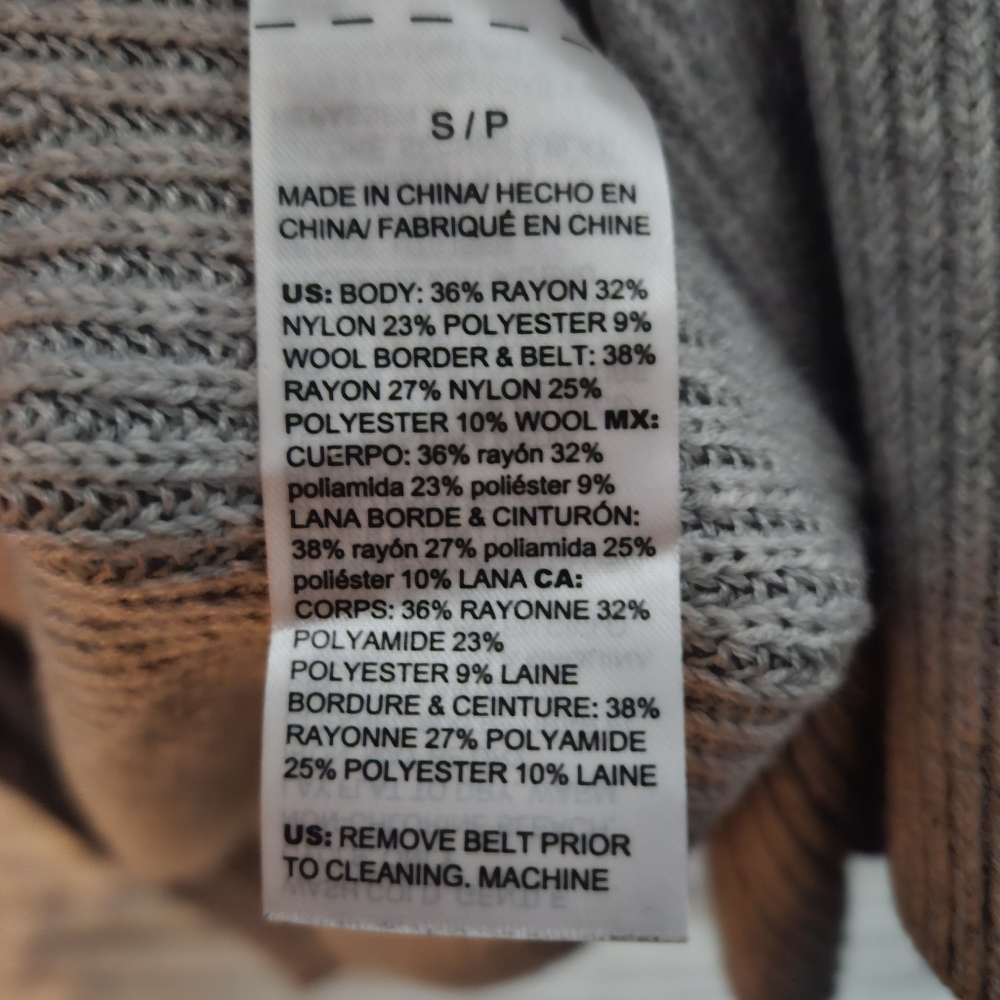 S / P
MADE IN CHINA/ HECHO EN
CHINA/ FABRIQUÉ EN CHINE
US: BODY: 36% RAYON 32%
NYLON 23% POLYESTER 9%
WOOL BORDER & BELT: 38%
RAYON 27% NYLON 25%
POLYESTER 10% WOOL MX:
CUERPO: 36% rayón 32%
poliamida 23% poliéster 9%
LANA BORDE & CINTURÓN:
38% rayón 27% poliamida 25%
poliéster 10% LANA CA:
CORPS: 36% RAYONNE 32%
POLYAMIDE 23%
POLYESTER 9% LAINE
BORDURE & CEINTURE: 38%
RAYONNE 27% POLYAMIDE
25% POLYESTER 10% LAINE
US: REMOVE BELT PRIOR
TO CLEANING. MACHINE